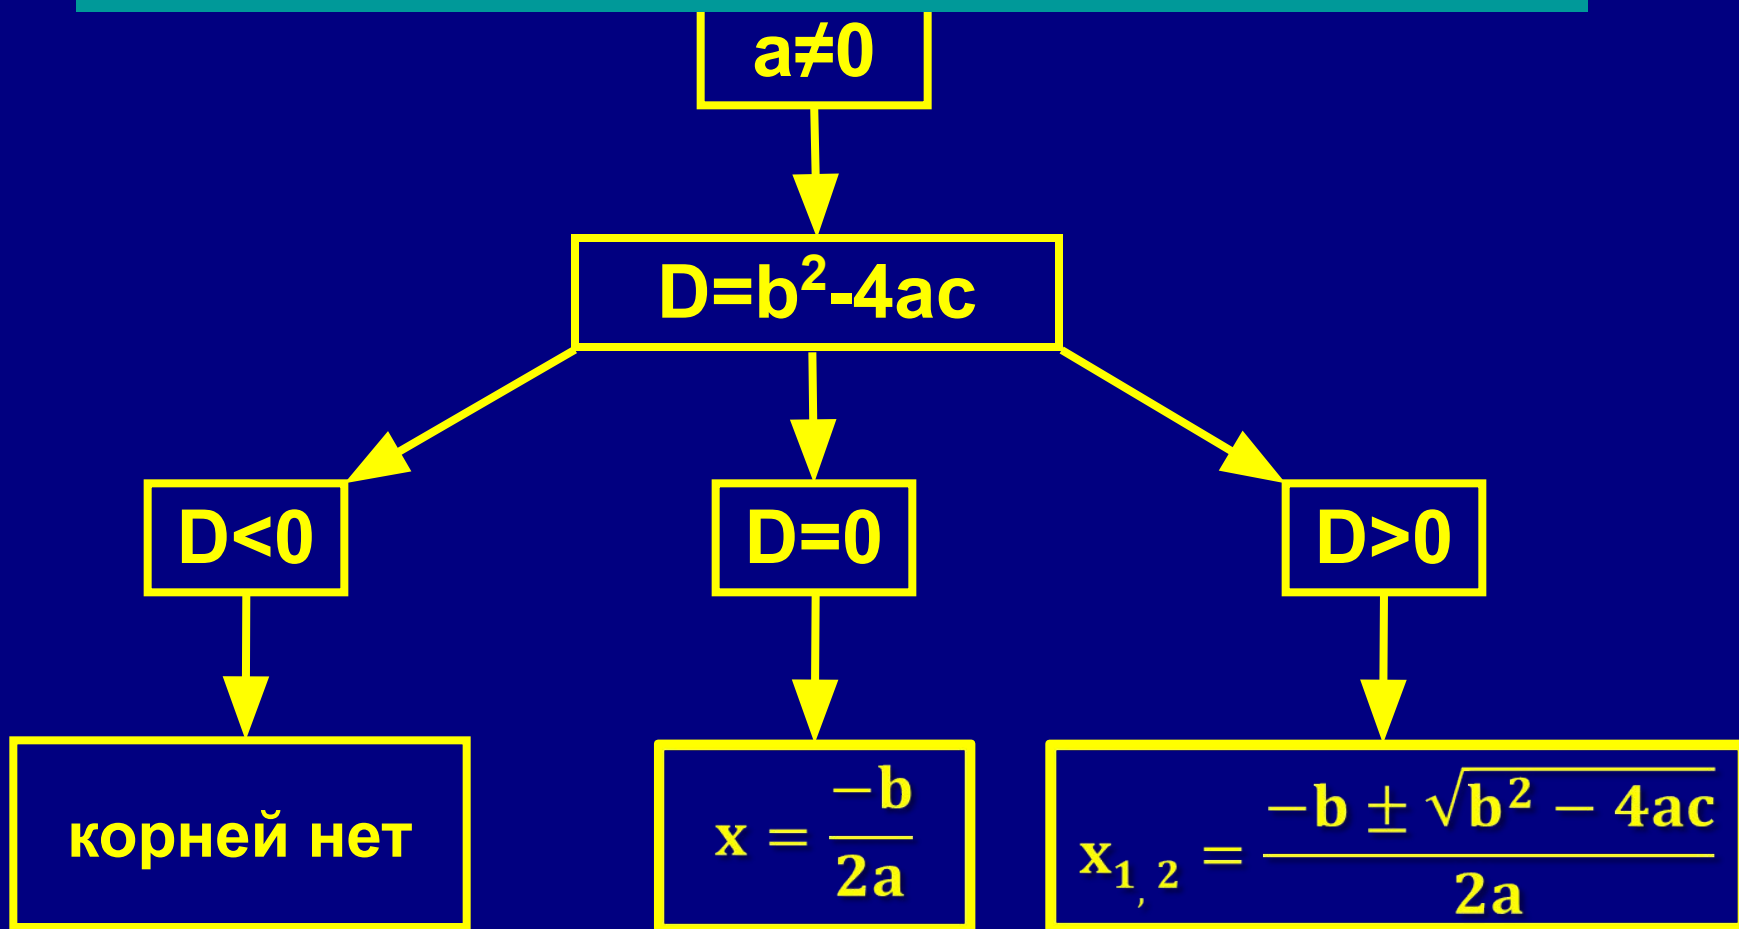 a≠0
D=b²-4ac
D<0
D=0
D>0
корней нет
x = −b / 2a
x₁,₂ = −b ± √(b² − 4ac) / 2a